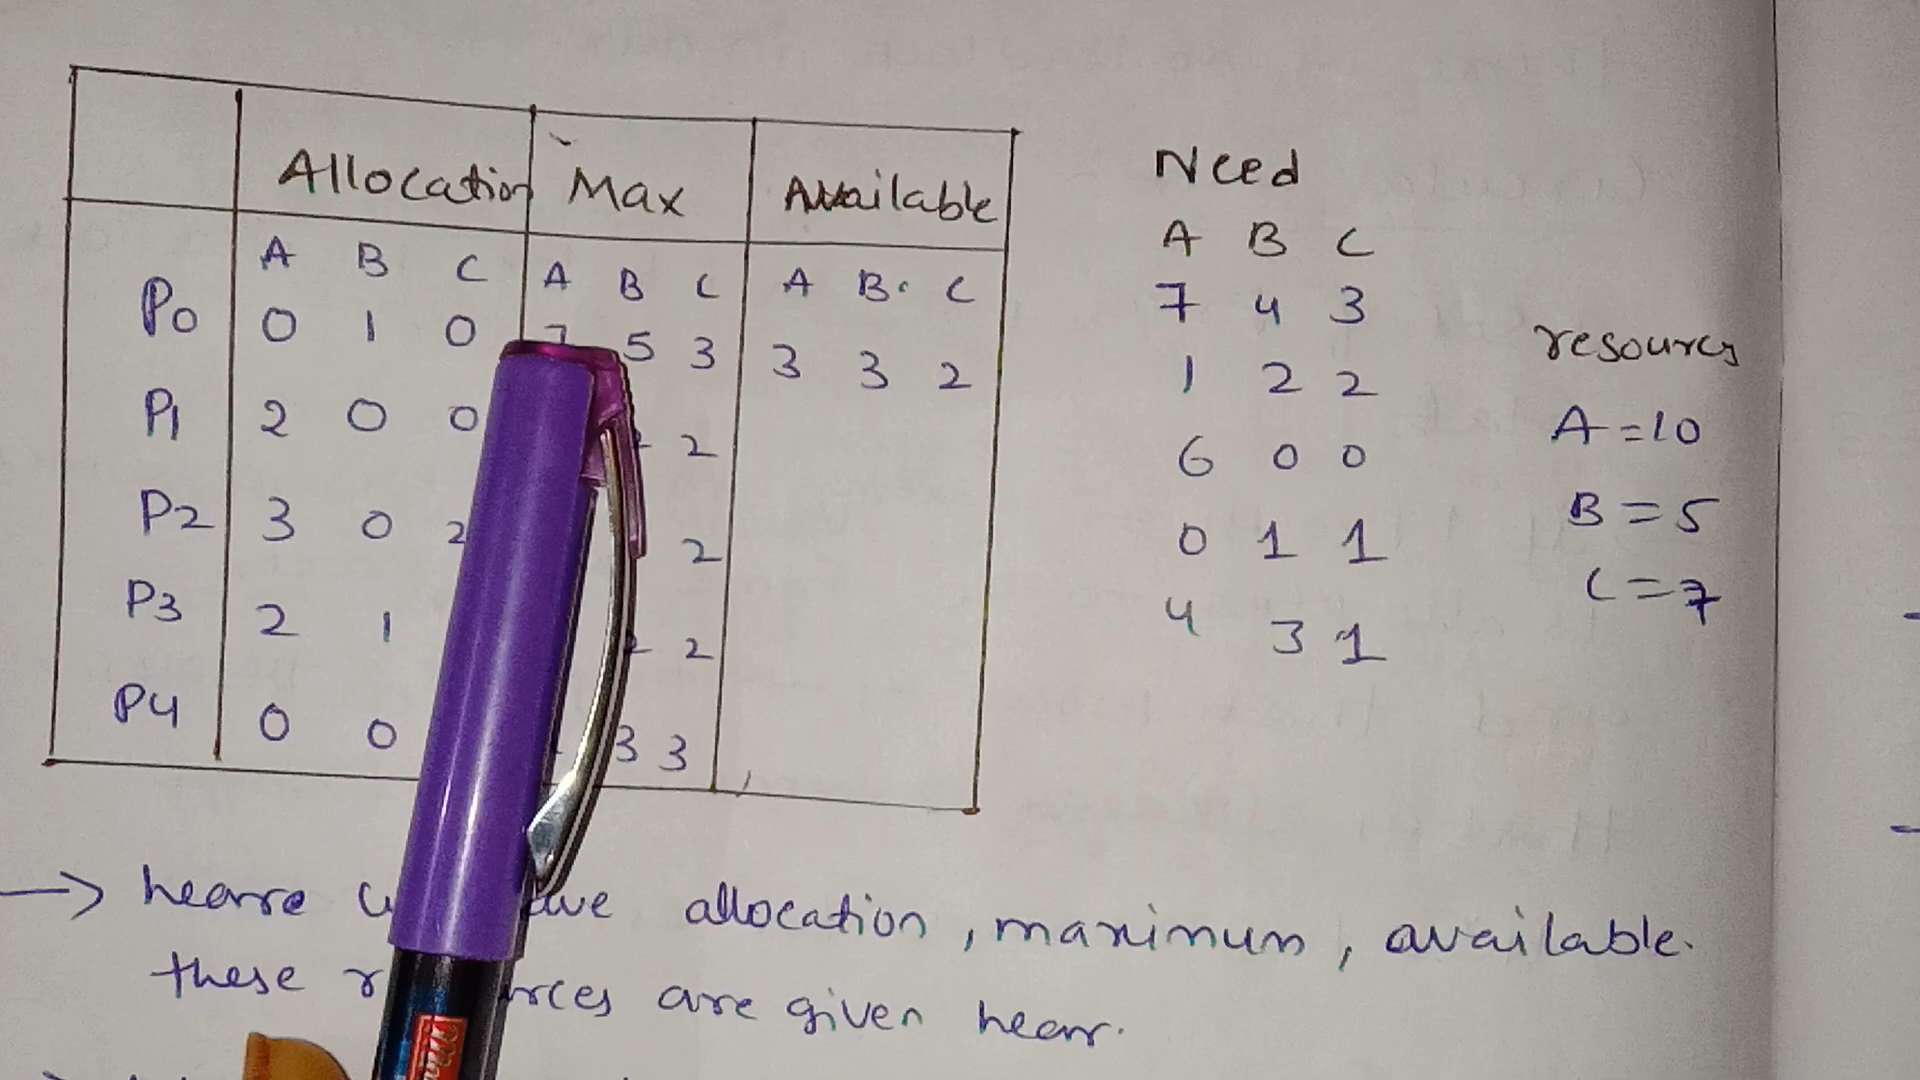 Allocation Max Available
A B C A B C A B C
P0 0 1 0 7 5 3 3 3 2
P1 2 0 0 2
P2 3 0 2 2
P3 2 1 2 2
P4 0 0 3 3
Need
A B C
7 4 3
1 2 2
6 0 0
0 1 1
4 3 1
resources
A = 10
B = 5
C = 7
→ hearre allocation, maximum, available.
these are given hear.